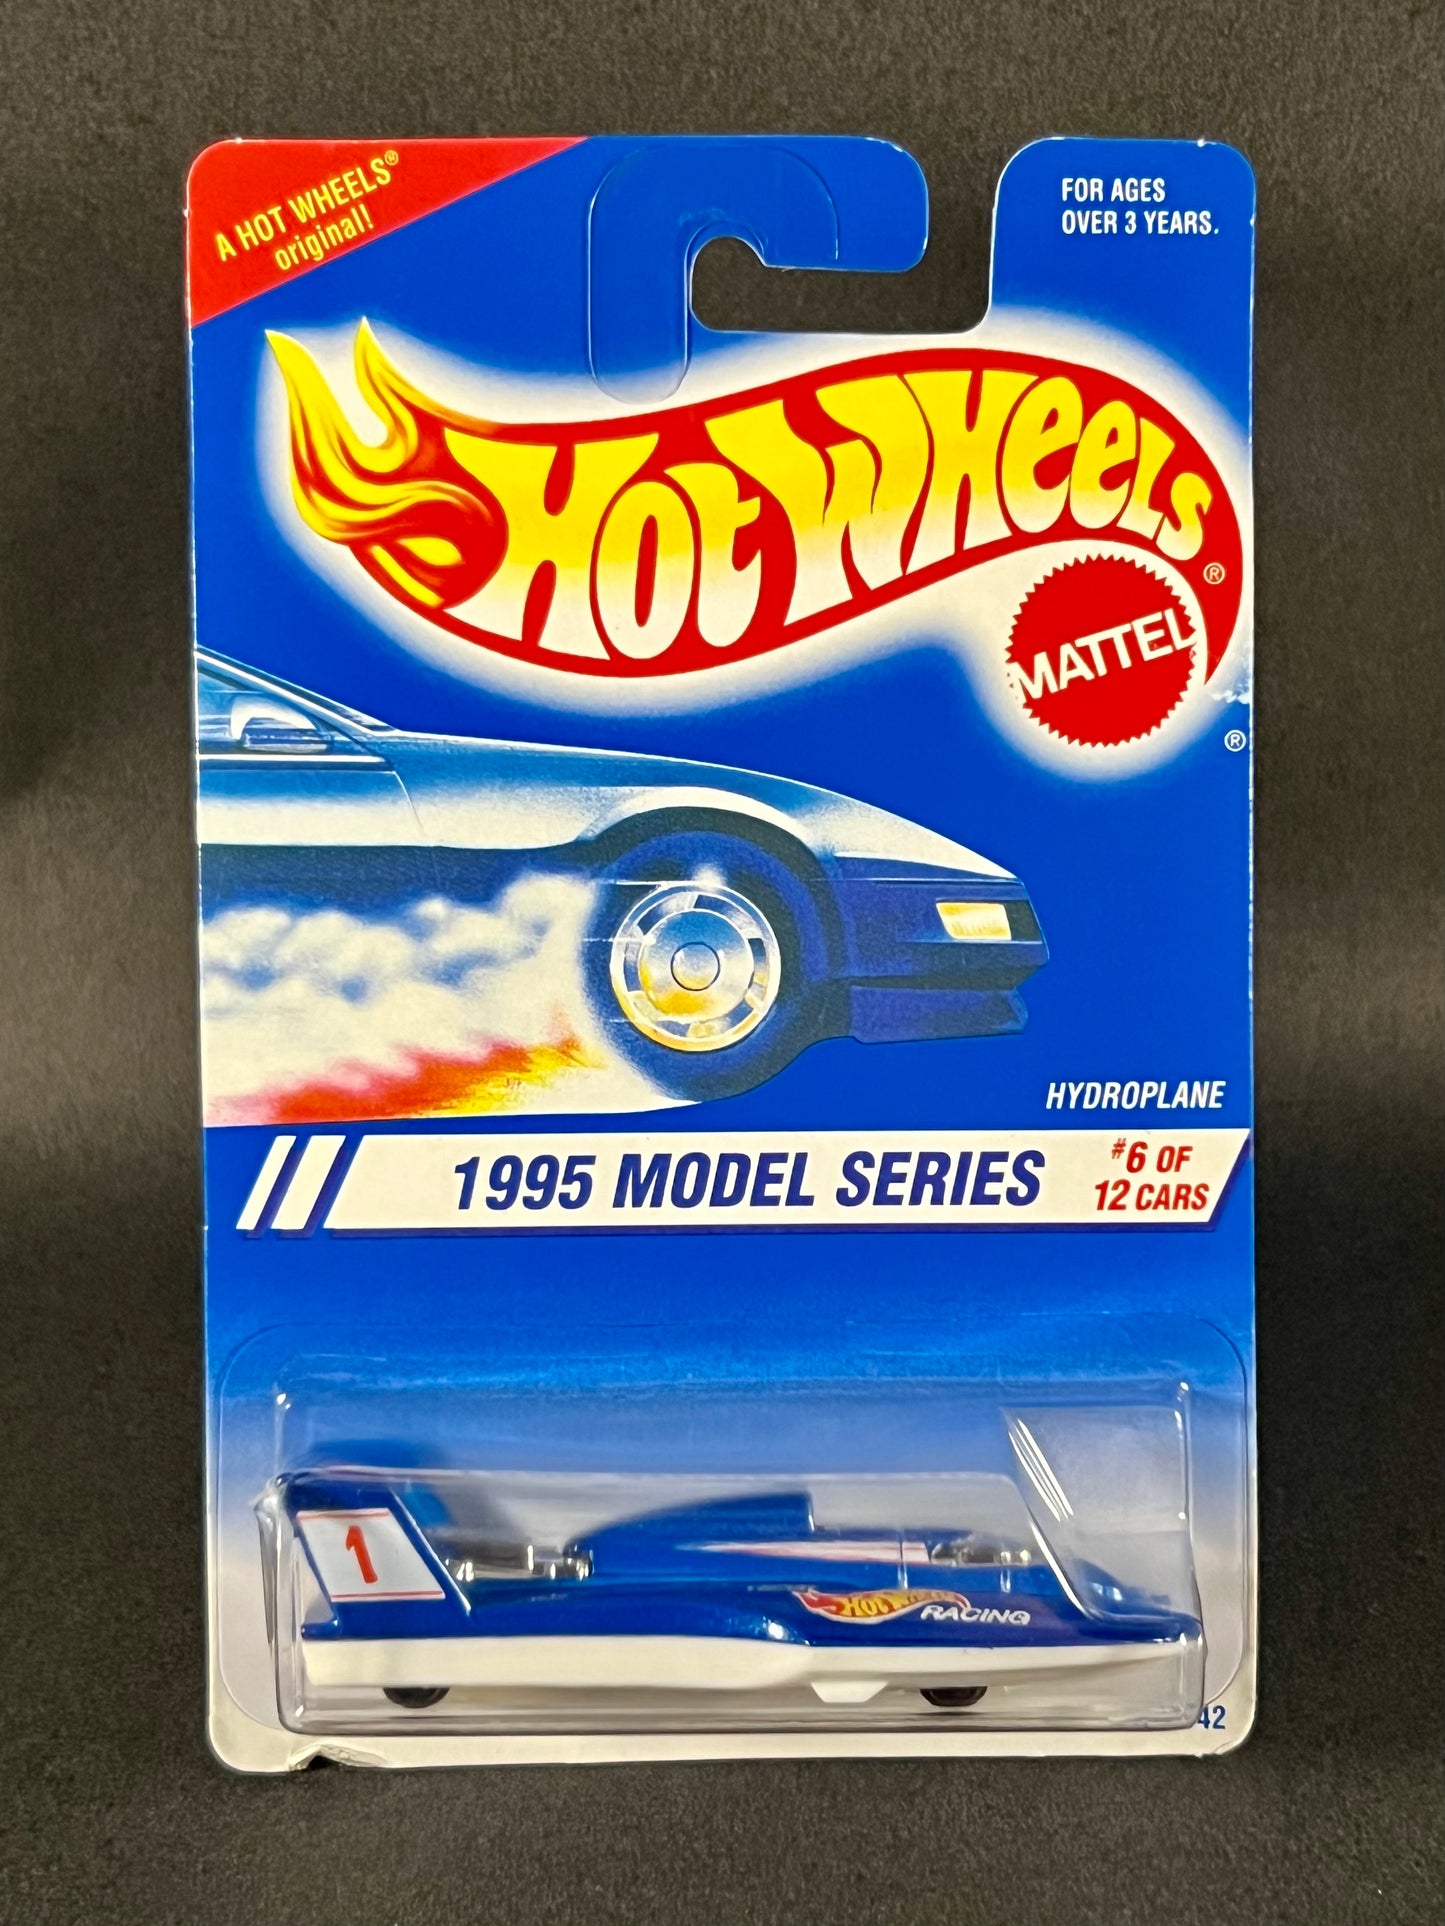 A HOT WHEELS®
original!
FOR AGES
OVER 3 YEARS.
HOT WHEELS®
MATTEL
®
HYDROPLANE
1995 MODEL SERIES
#6 OF
12 CARS
1
HOT WHEELS
RACING
42